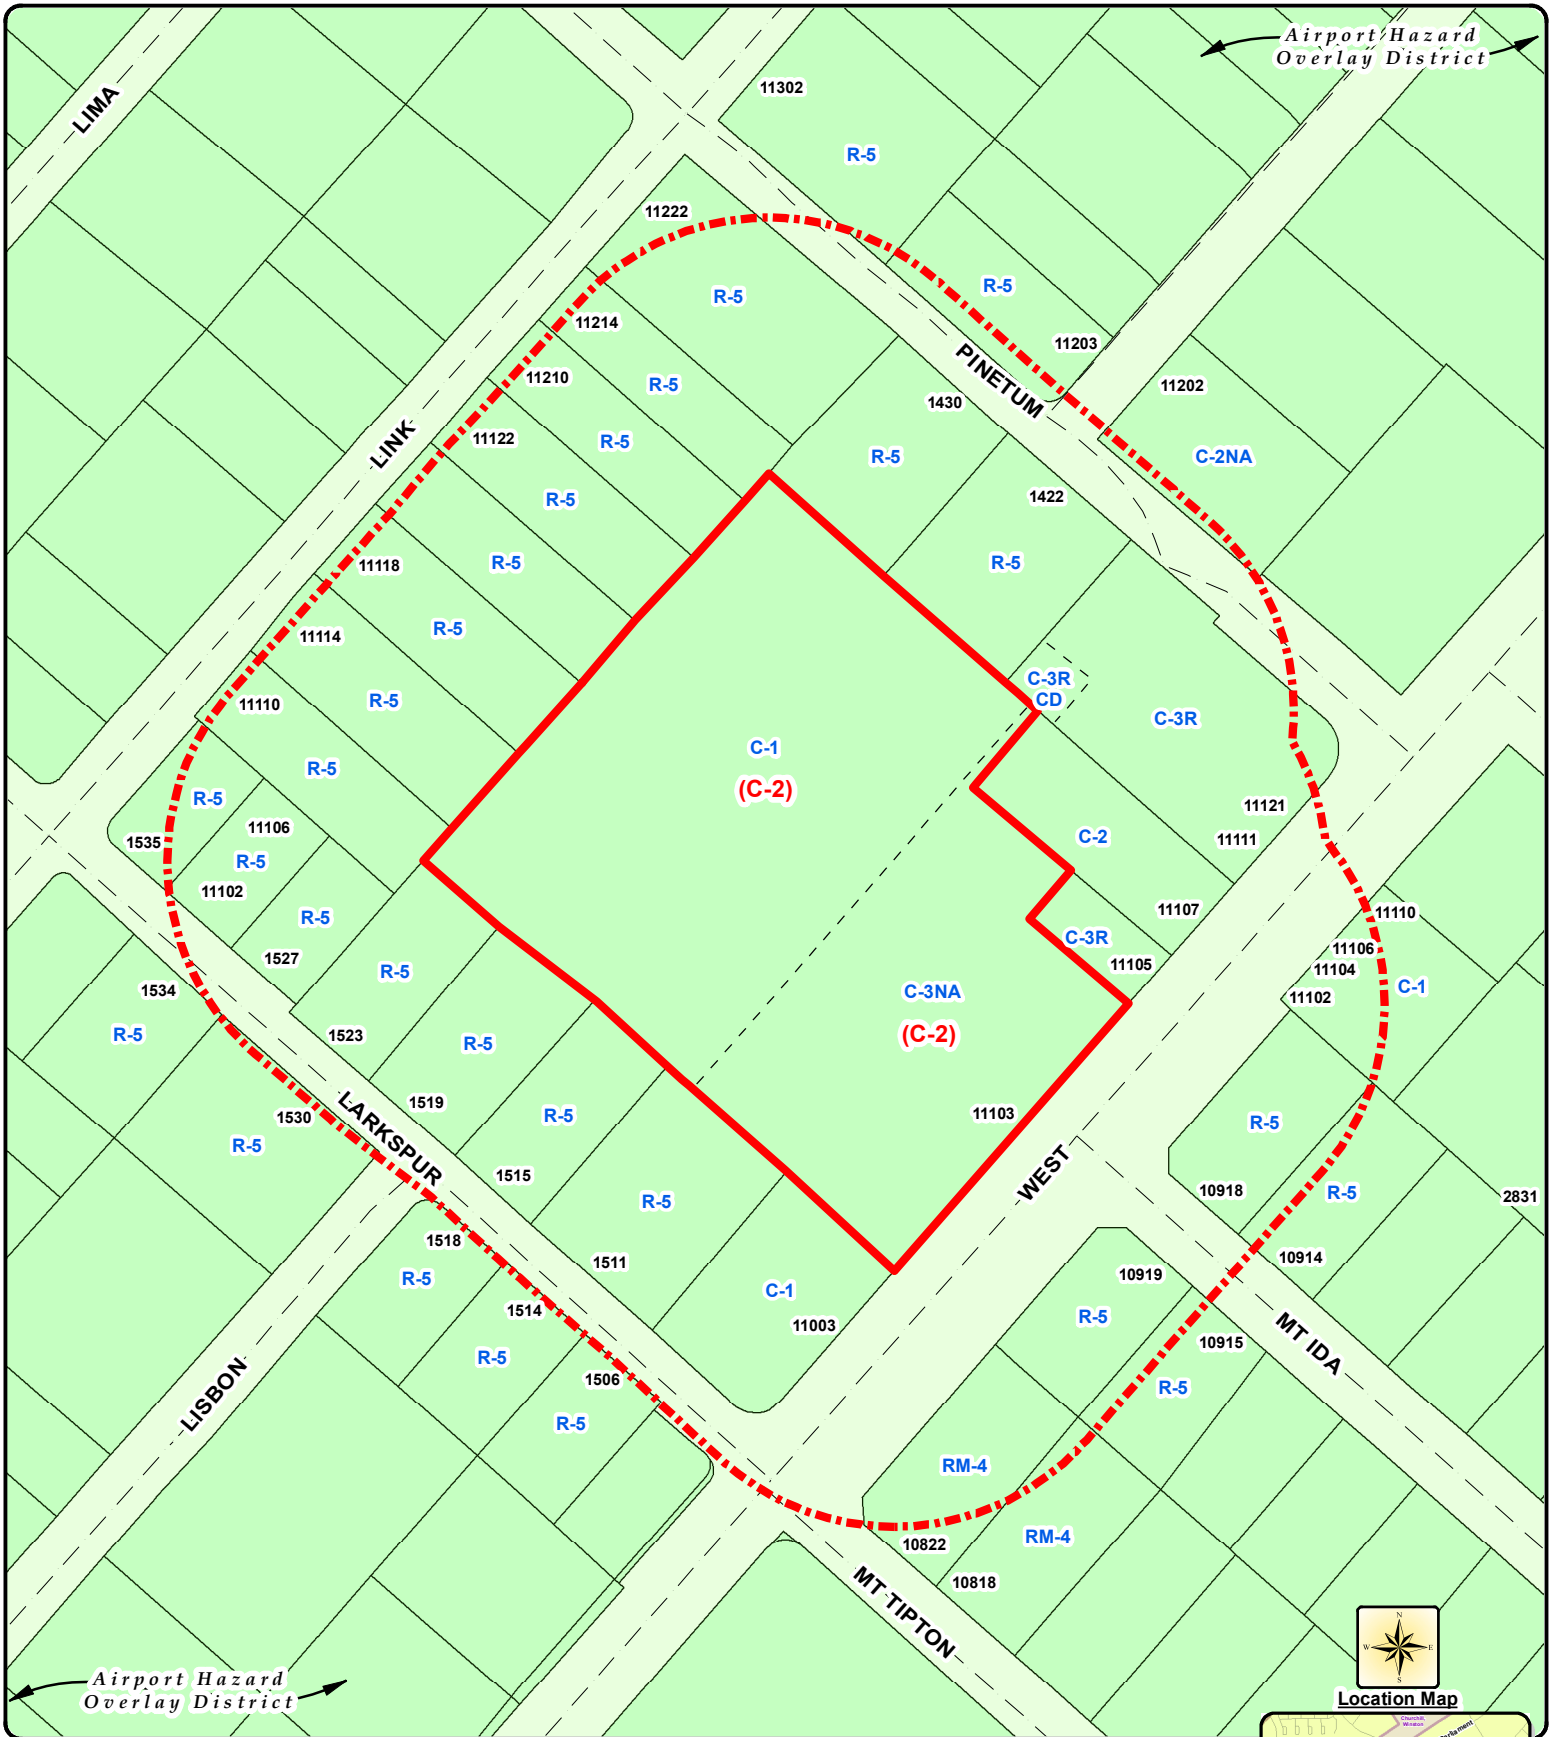 Airport Hazard
Overlay District
LIMA
11302
R-5
11222
R-5
R-5
11214
11203
PINETUM
11210
R-5
11202
1430
LINK
11122
R-5
R-5
C-2NA
R-5
1422
11118
R-5
R-5
11114
R-5
C-3R
CD
11110
R-5
C-3R
C-1
(C-2)
R-5
R-5
11121
11106
C-2
11111
1535
R-5
11102
11107
11110
R-5
C-3R
11106
1527
11105
11104
R-5
1534
C-3NA
C-1
11102
R-5
1523
(C-2)
R-5
1519
11103
1530
LARKSPUR
R-5
R-5
R-5
WEST
1515
10918
R-5
2831
R-5
1518
1511
10914
R-5
10919
C-1
1514
11003
R-5
MT IDA
10915
R-5
1506
R-5
LISBON
R-5
RM-4
10822
RM-4
10818
MT TIPTON
N
W
E
S
Airport Hazard
Overlay District
Location Map
Churchill,
Winston